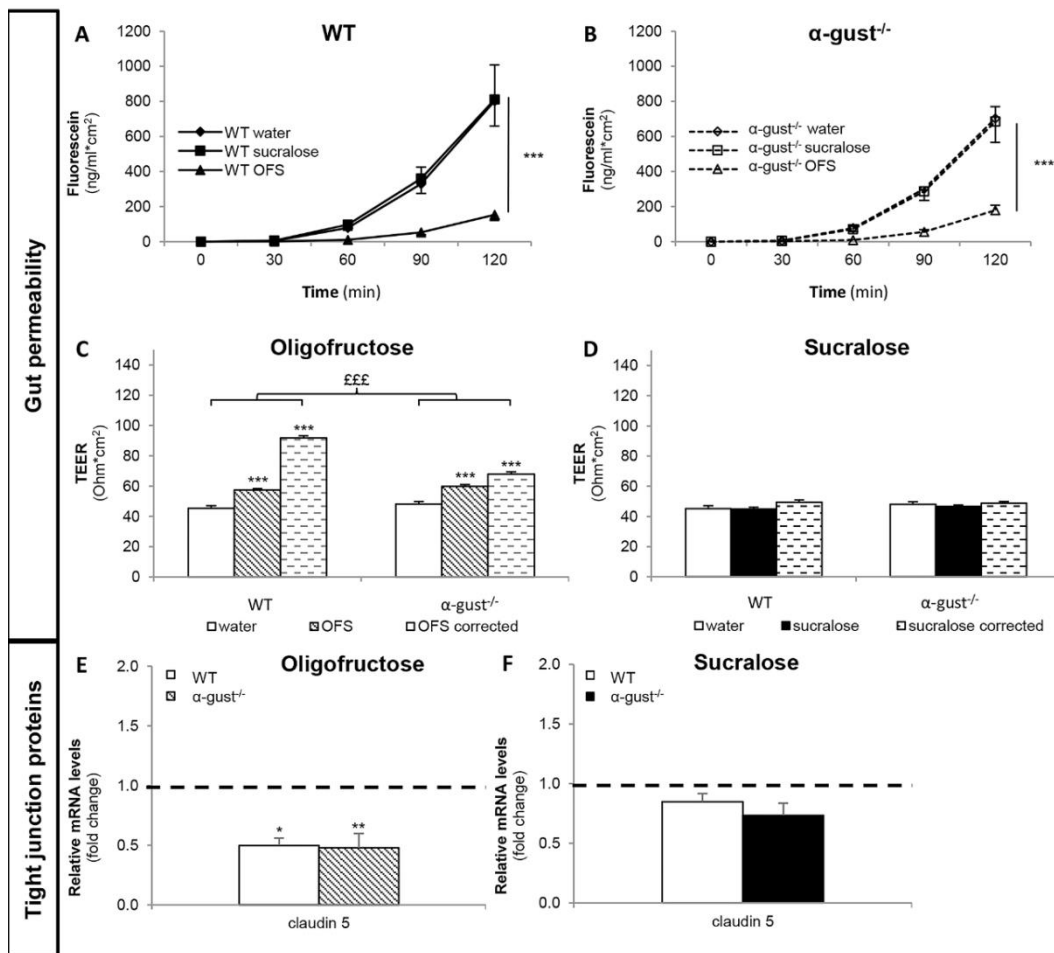 Gut permeability
A
WT
Fluorescein
(ng/ml*cm2)
1200
1000
800
600
400
200
0
WT water
WT sucralose
WT OFS
***
0 30 60 90 120
Time (min)
B
α-gust-/-
Fluorescein
(ng/ml*cm2)
1200
1000
800
600
400
200
0
α-gust-/- water
α-gust-/- sucralose
α-gust-/- OFS
***
0 30 60 90 120
Time (min)
C
Oligofructose
TEER
(Ohm*cm2)
140
120
100
80
60
40
20
0
£££
*** *** *** ***
WT α-gust-/-
water OFS OFS corrected
D
Sucralose
TEER
(Ohm*cm2)
140
120
100
80
60
40
20
0
WT α-gust-/-
water sucralose sucralose corrected
Tight junction proteins
E
Oligofructose
Relative mRNA levels
(fold change)
2.0
1.5
1.0
0.5
0.0
WT
α-gust-/-
* **
claudin 5
F
Sucralose
Relative mRNA levels
(fold change)
2.0
1.5
1.0
0.5
0.0
WT
α-gust-/-
claudin 5